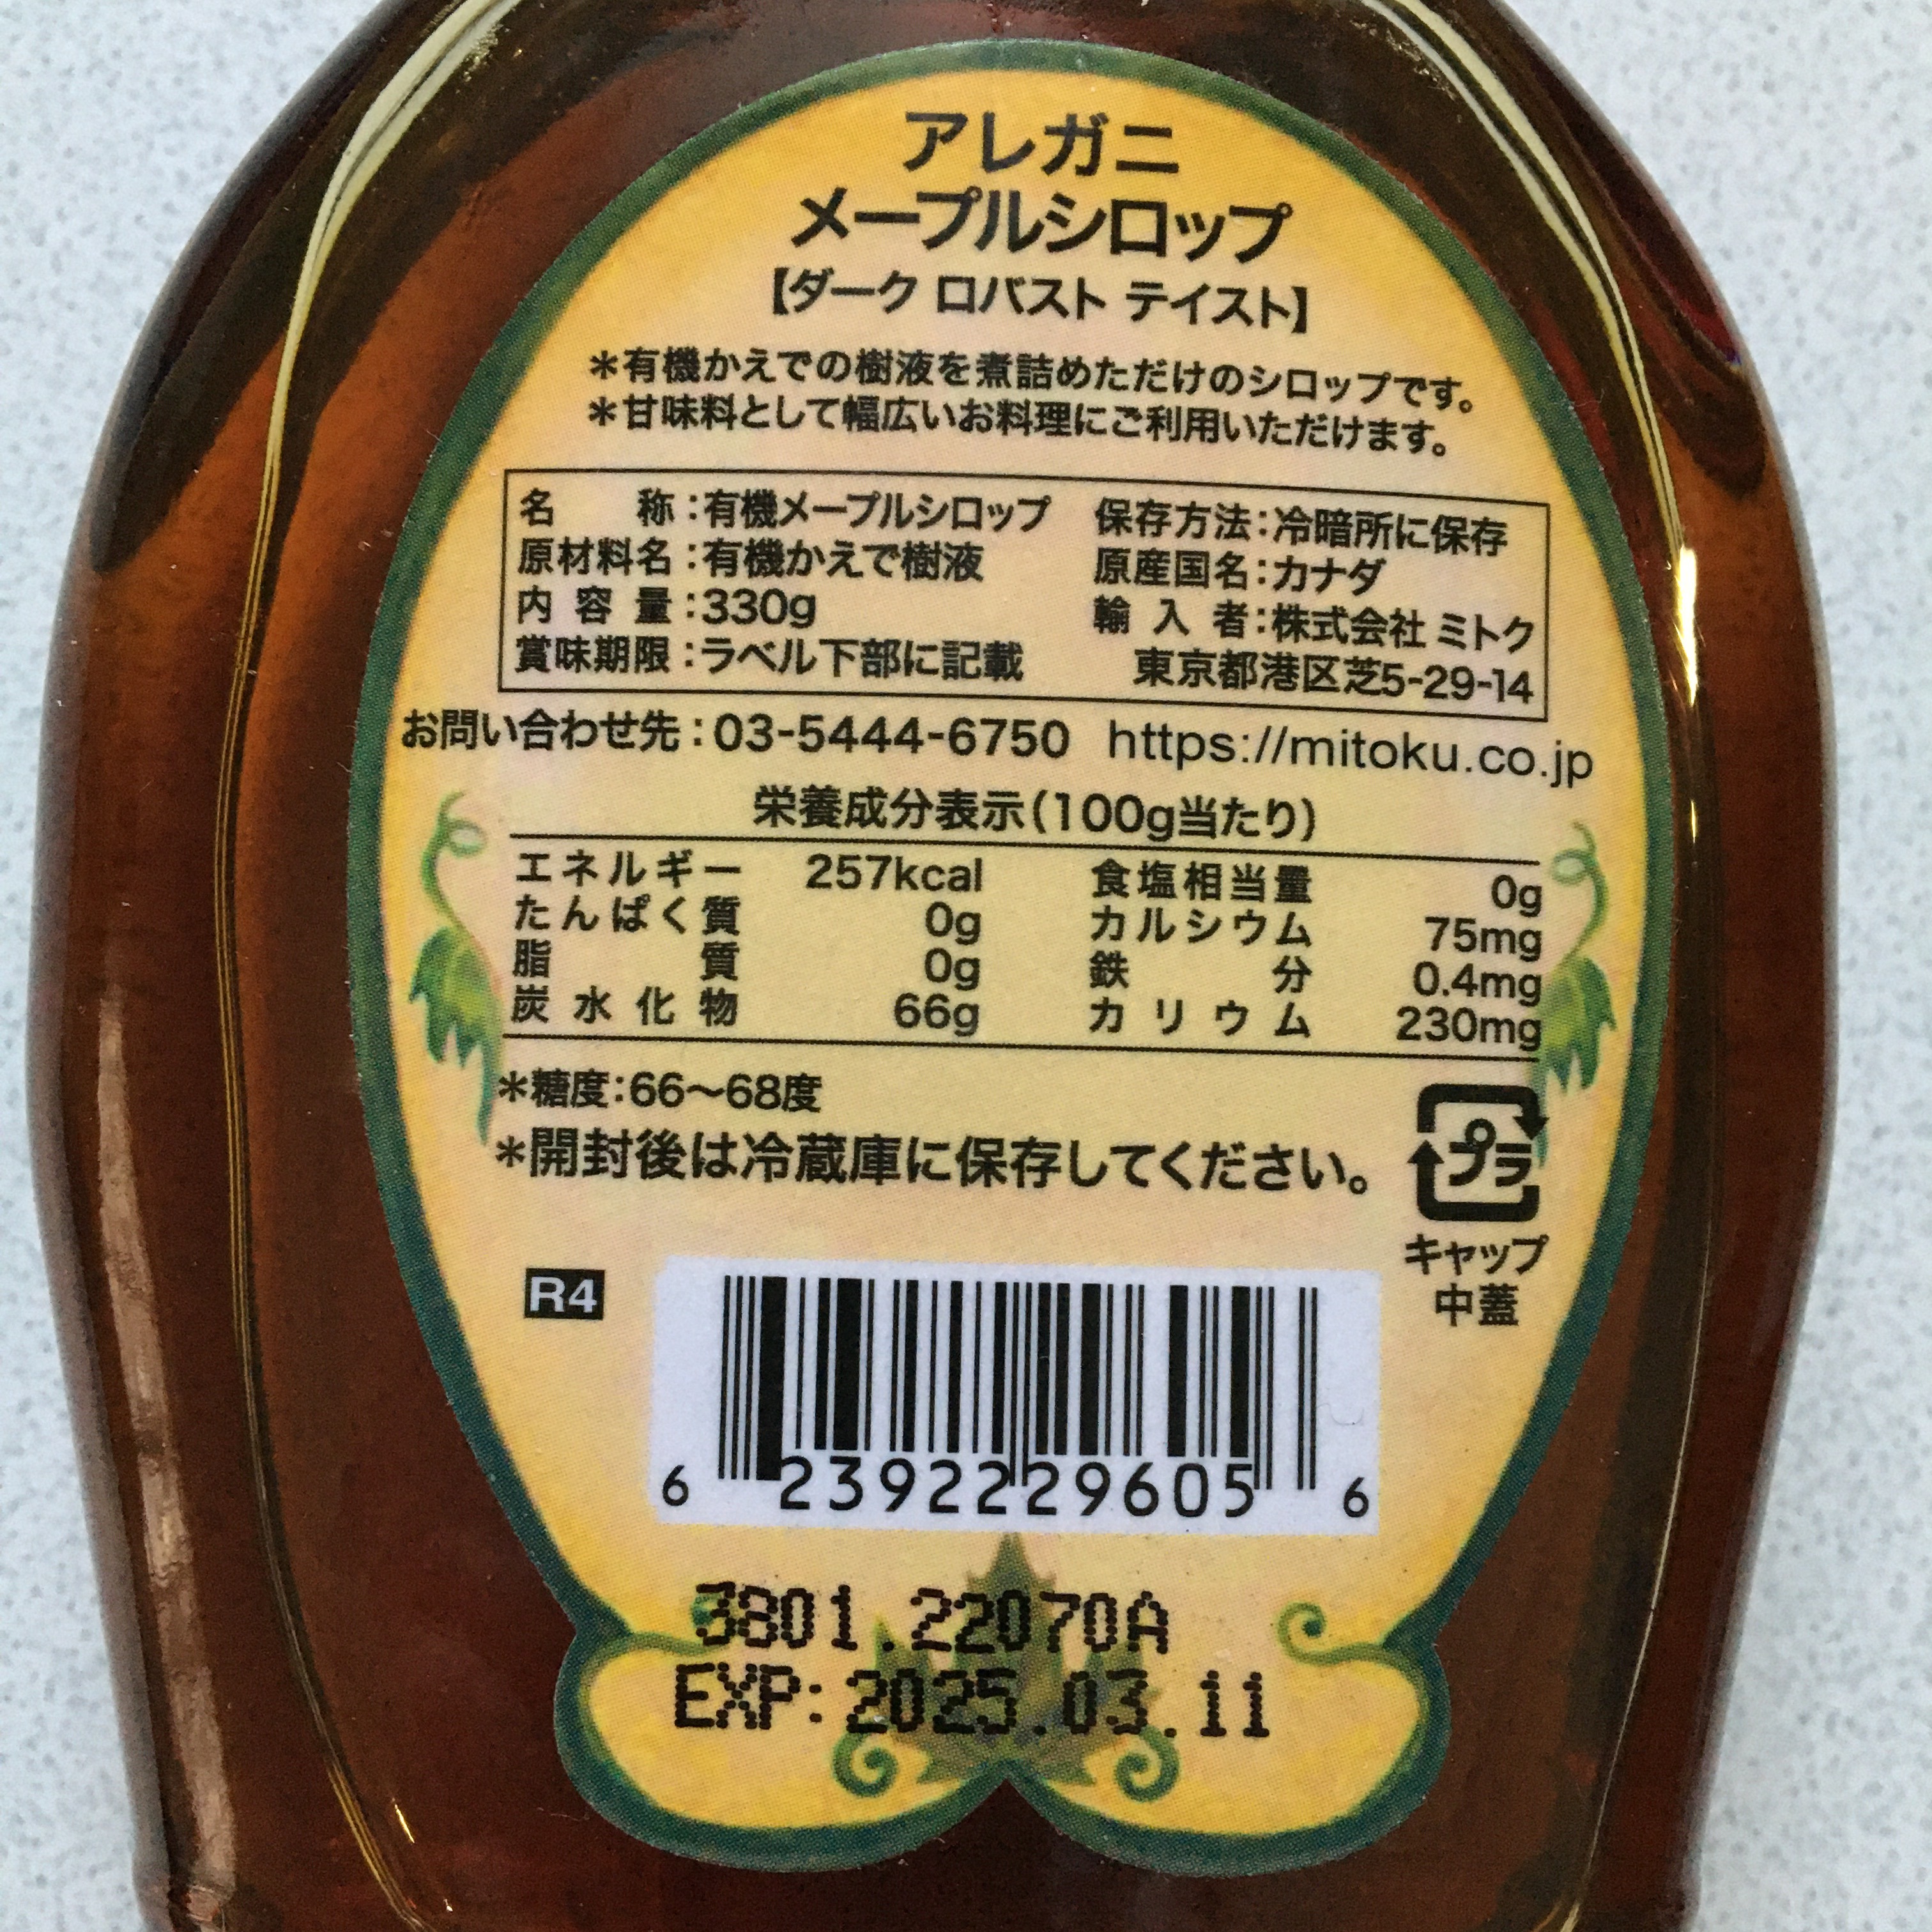 アレガニ
メープルシロップ
【ダーク ロバスト テイスト】
＊有機かえでの樹液を煮詰めただけのシロップです。
＊甘味料として幅広いお料理にご利用いただけます。
名称：有機メープルシロップ
原材料名：有機かえで樹液
内容量：330g
賞味期限：ラベル下部に記載
保存方法：冷暗所に保存
原産国名：カナダ
輸入者：株式会社 ミトク
東京都港区芝5-29-14
お問い合わせ先：03-5444-6750 https://mitoku.co.jp
栄養成分表示（100g当たり）
エネルギー 257kcal
たんぱく質 0g
脂質 0g
炭水化物 66g
食塩相当量 0g
カルシウム 75mg
鉄分 0.4mg
カリウム 230mg
＊糖度：66〜68度
＊開封後は冷蔵庫に保存してください。
プラ
キャップ
中蓋
R4
6 23922 29605 6
3801.22070A
EXP:2025.03.11